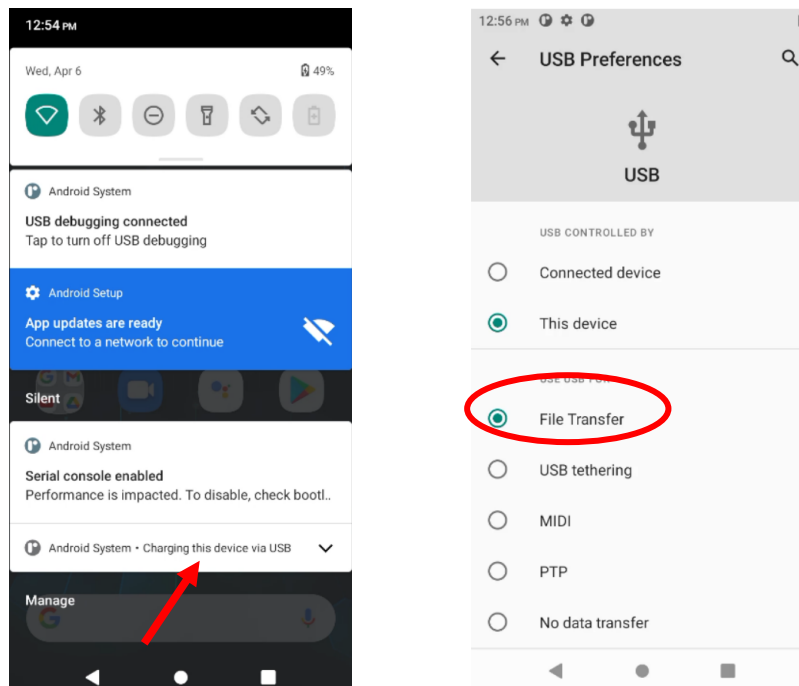 12:54 PM
Wed, Apr 6
49%
Android System
USB debugging connected
Tap to turn off USB debugging
Android Setup
App updates are ready
Connect to a network to continue
Silent
Android System
Serial console enabled
Performance is impacted. To disable, check bootl..
Android System • Charging this device via USB
Manage
12:56 PM
USB Preferences
USB
USB CONTROLLED BY
Connected device
This device
USE USB FOR
File Transfer
USB tethering
MIDI
PTP
No data transfer